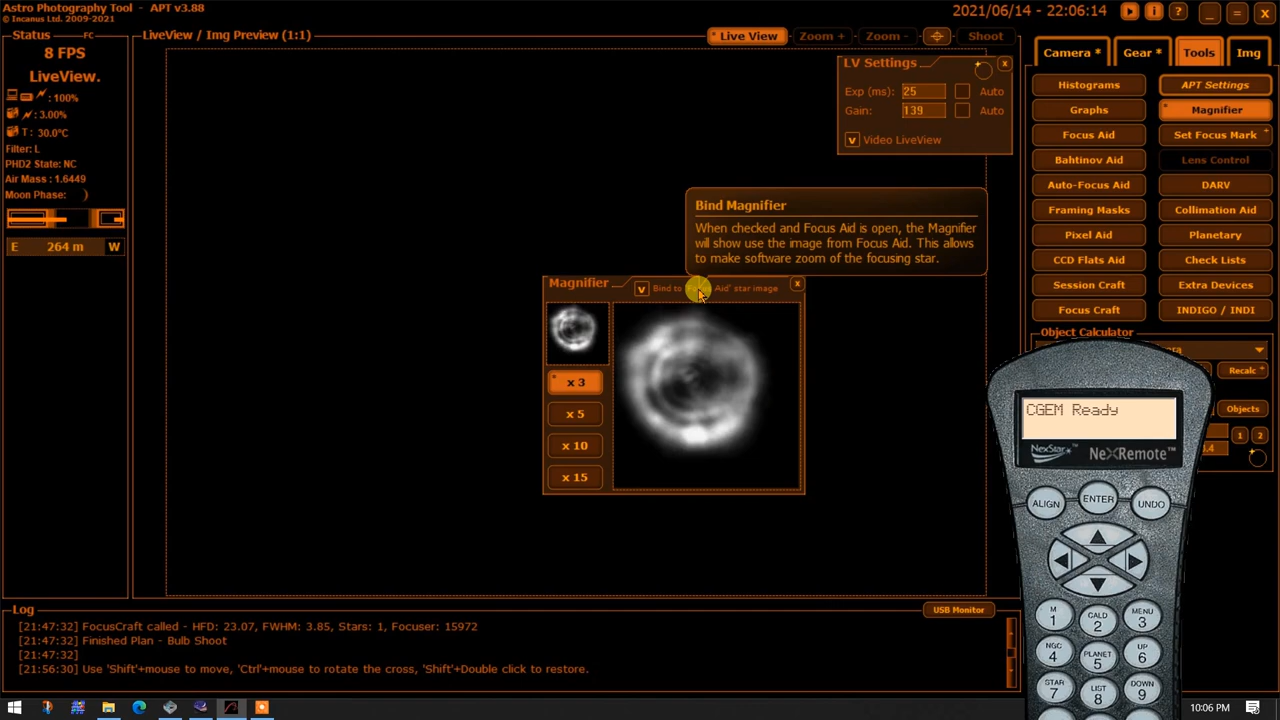 Astro Photography Tool - APT v3.88
© Incanus Ltd. 2009-2021
2021/06/14 - 22:06:14
Status
FC
8 FPS
LiveView.
: 100%
: 3.00%
T : 30.0°C
Filter: L
PHD2 State: NC
Air Mass: 1.6449
Moon Phase: )
E 264 m W
LiveView / Img Preview (1:1)
Live View
Zoom +
Zoom -
Shoot
LV Settings
x
Exp (ms): 25 Auto
Gain: 139 Auto
v Video LiveView
Bind Magnifier
When checked and Focus Aid is open, the Magnifier
will show use the image from Focus Aid. This allows
to make software zoom of the focusing star.
Magnifier
v Bind to 'Focus Aid' star image
x
x 3
x 5
x 10
x 15
Camera *
Gear *
Tools
Img
Histograms
APT Settings
Graphs
Magnifier
Focus Aid
Set Focus Mark
Bahtinov Aid
Lens Control
Auto-Focus Aid
DARV
Framing Masks
Collimation Aid
Pixel Aid
Planetary
CCD Flats Aid
Check Lists
Session Craft
Extra Devices
Focus Craft
INDIGO / INDI
Object Calculator
Recalc
Objects
1 2
CGEM Ready
NexStar
NeXRemote™
ALIGN
ENTER
UNDO
M 1
CALD 2
MENU 3
NGC 4
PLANET 5
UP 6
STAR 7
LIST 8
DOWN 9
Log
USB Monitor
[21:47:32] FocusCraft called - HFD: 23.07, FWHM: 3.85, Stars: 1, Focuser: 15972
[21:47:32] Finished Plan - Bulb Shoot
[21:47:32]
[21:56:30] Use 'Shift'+mouse to move, 'Ctrl'+mouse to rotate the cross, 'Shift'+Double click to restore.
10:06 PM